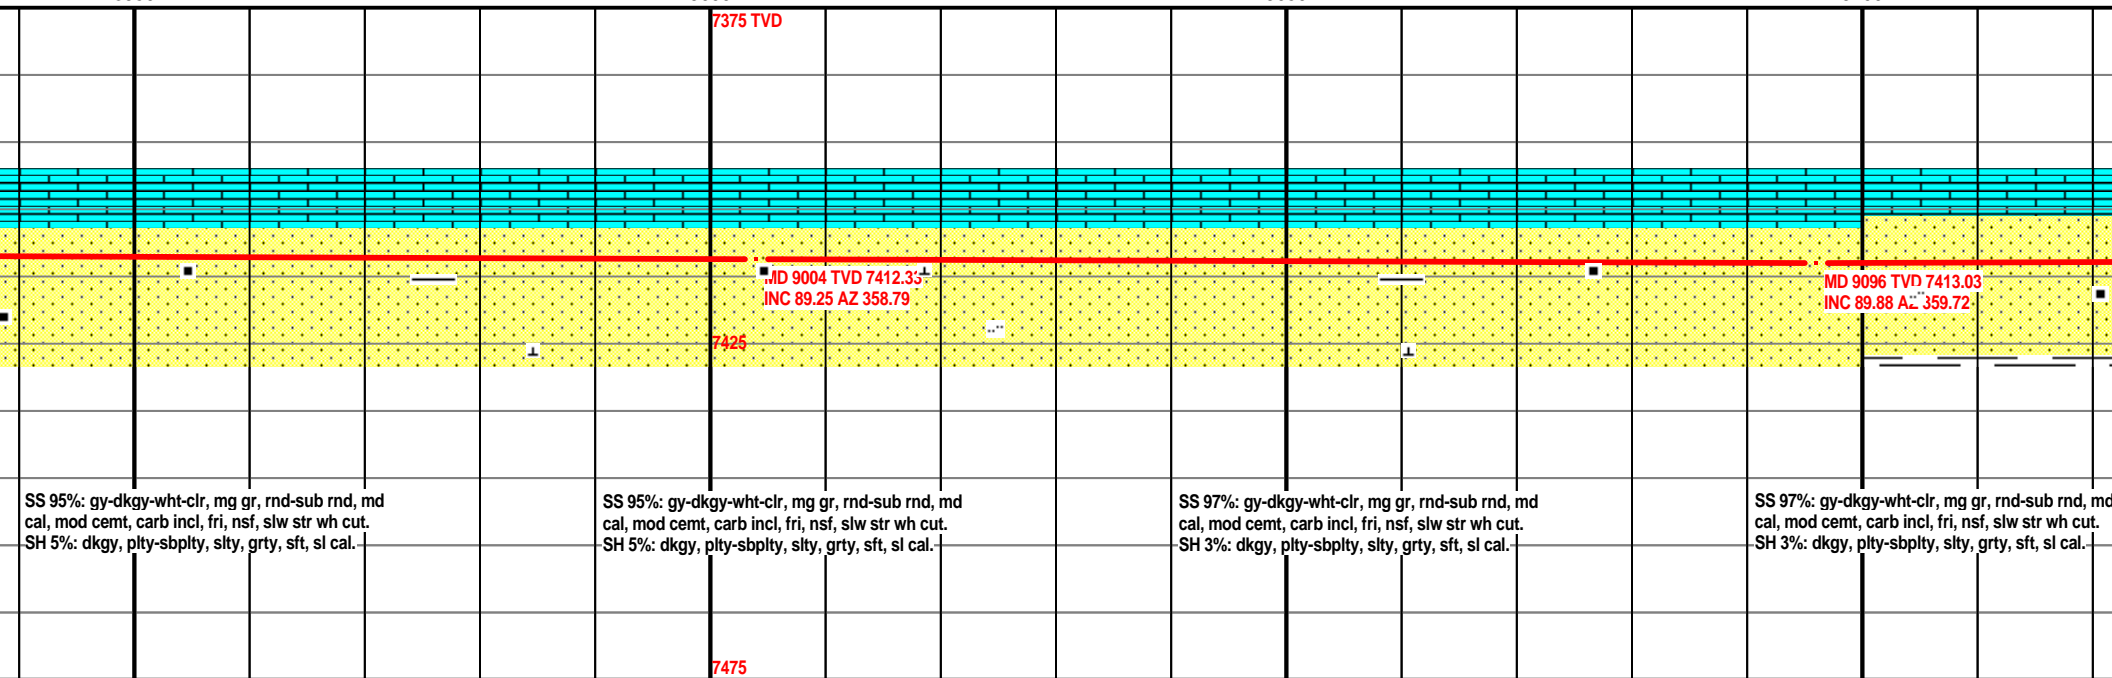 7375 TVD
MD 9004 TVD 7412.33
INC 89.25 AZ 358.79
MD 9096 TVD 7413.03
INC 89.88 AZ 359.72
7425
SS 95%: gy-dkgy-wht-clr, mg gr, rnd-sub rnd, md
cal, mod cemt, carb incl, fri, nsf, slw str wh cut.
SH 5%: dkgy, plty-sbplty, slty, grty, sft, sl cal.
SS 95%: gy-dkgy-wht-clr, mg gr, rnd-sub rnd, md
cal, mod cemt, carb incl, fri, nsf, slw str wh cut.
SH 5%: dkgy, plty-sbplty, slty, grty, sft, sl cal.
SS 97%: gy-dkgy-wht-clr, mg gr, rnd-sub rnd, md
cal, mod cemt, carb incl, fri, nsf, slw str wh cut.
SH 3%: dkgy, plty-sbplty, slty, grty, sft, sl cal.
SS 97%: gy-dkgy-wht-clr, mg gr, rnd-sub rnd, md
cal, mod cemt, carb incl, fri, nsf, slw str wh cut.
SH 3%: dkgy, plty-sbplty, slty, grty, sft, sl cal.
7475